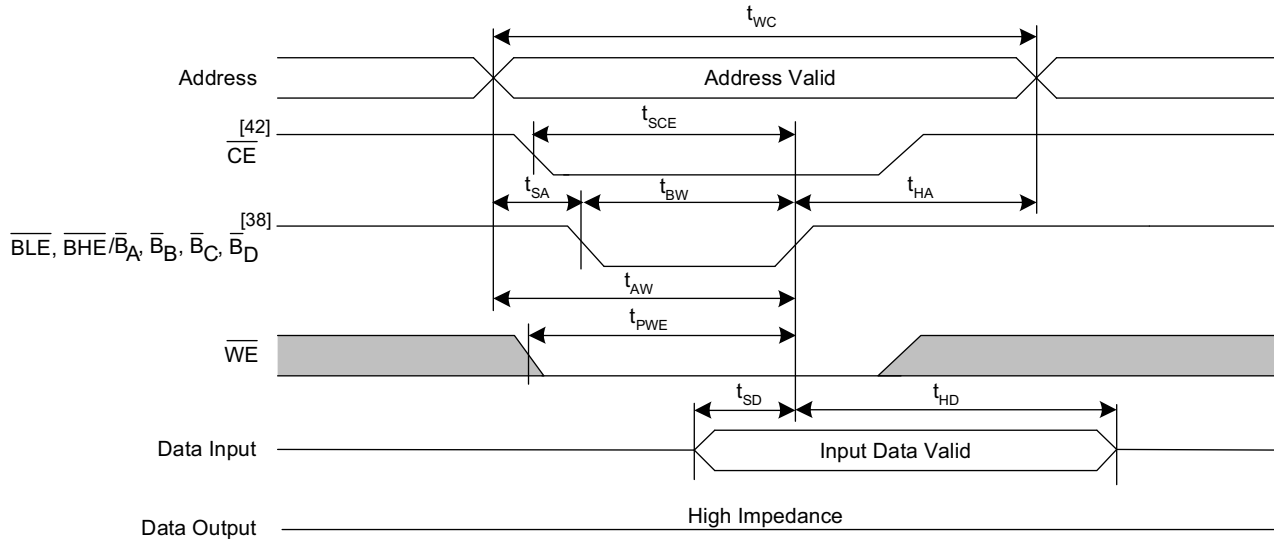 tWC
Address
Address Valid
[42]
CE
tSCE
tSA
tBW
tHA
[38]
BLE, BHE/BA, BB, BC, BD
tAW
tPWE
WE
tSD
tHD
Data Input
Input Data Valid
Data Output
High Impedance